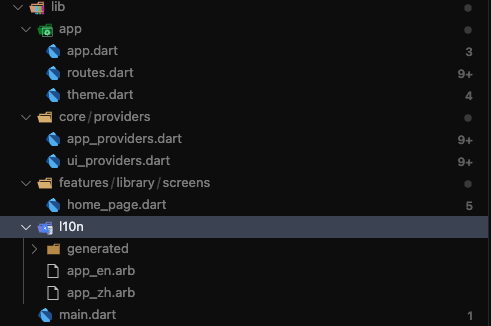 lib
app
app.dart 3
routes.dart 9+
theme.dart 4
core/providers
app_providers.dart 9+
ui_providers.dart 9+
features/library/screens
home_page.dart 5
l10n
generated
app_en.arb
app_zh.arb
main.dart 1